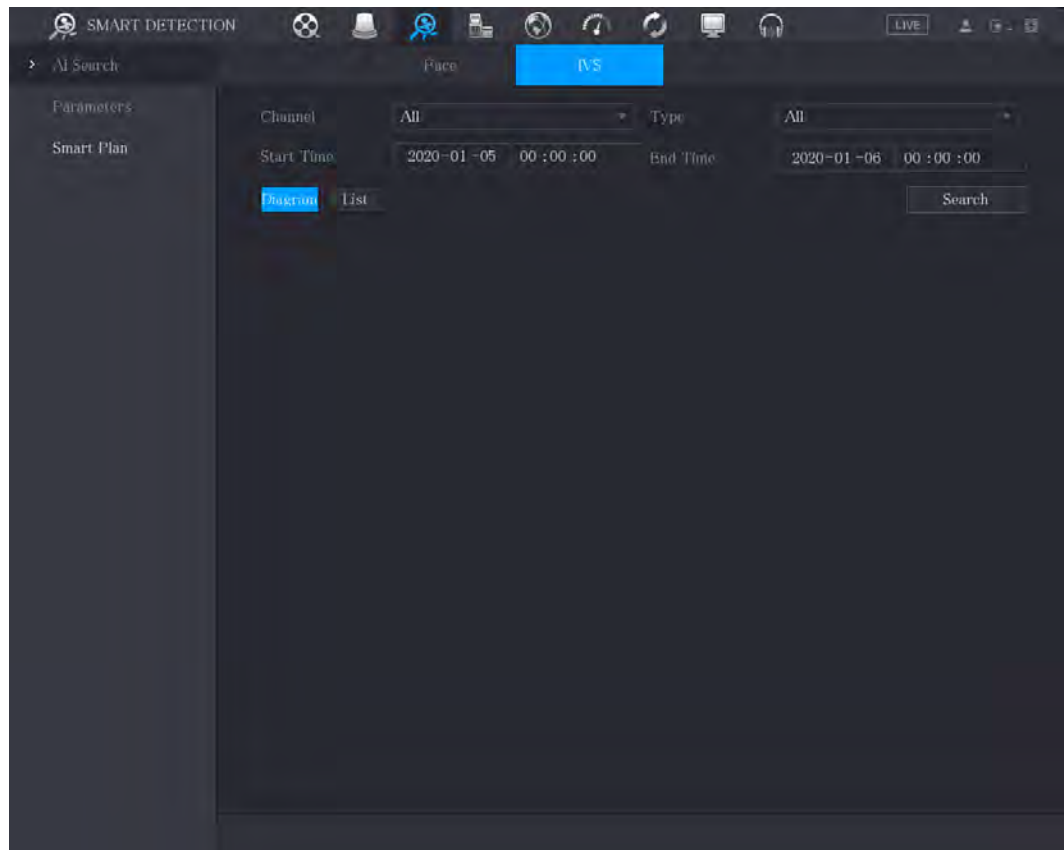 SMART DETECTION
LIVE
AI Search
Face
IVS
Parameters
Channel
All
Type
All
Smart Plan
Start Time
2020-01-05 00:00:00
End Time
2020-01-06 00:00:00
Diagram
List
Search